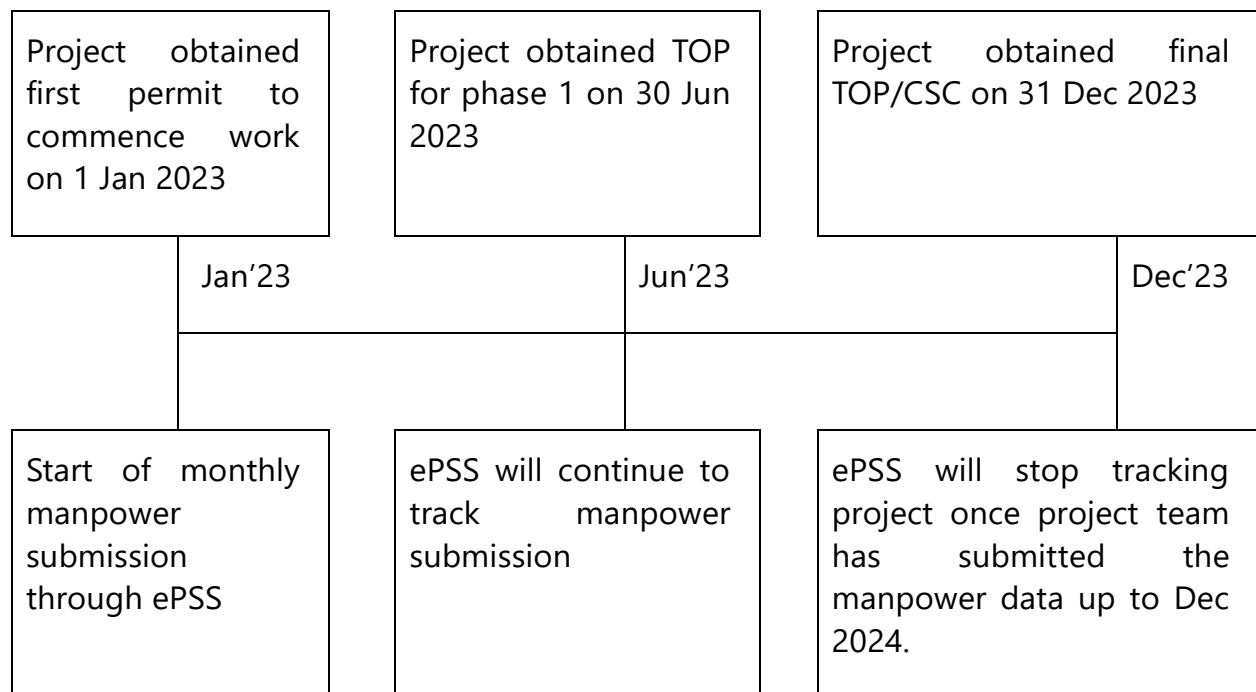 Project obtained
first permit to
commence work
on 1 Jan 2023
Project obtained TOP
for phase 1 on 30 Jun
2023
Project obtained final
TOP/CSC on 31 Dec 2023
Jan’23
Jun’23
Dec’23
Start of monthly
manpower
submission
through ePSS
ePSS will continue to
track manpower
submission
ePSS will stop tracking
project once project team
has submitted the
manpower data up to Dec
2024.